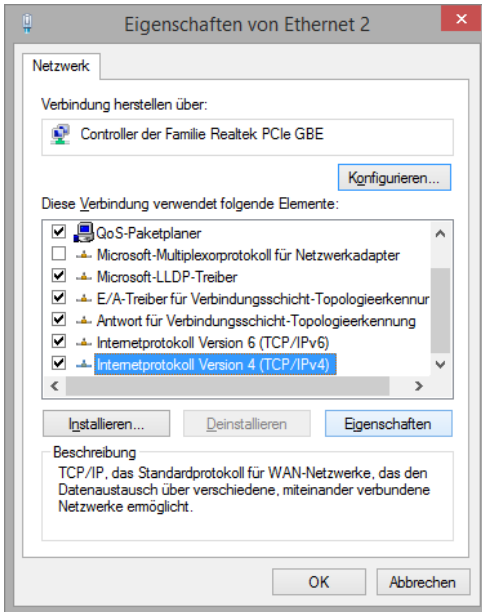 Eigenschaften von Ethernet 2
Netzwerk
Verbindung herstellen über:
Controller der Familie Realtek PCIe GBE
Konfigurieren...
Diese Verbindung verwendet folgende Elemente:
QoS-Paketplaner
Microsoft-Multiplexorprotokoll für Netzwerkadapter
Microsoft-LLDP-Treiber
E/A-Treiber für Verbindungsschicht-Topologieerkennur
Antwort für Verbindungsschicht-Topologieerkennung
Internetprotokoll Version 6 (TCP/IPv6)
Internetprotokoll Version 4 (TCP/IPv4)
Installieren... Deinstallieren Eigenschaften
Beschreibung
TCP/IP, das Standardprotokoll für WAN-Netzwerke, das den
Datenaustausch über verschiedene, miteinander verbundene
Netzwerke ermöglicht.
OK Abbrechen